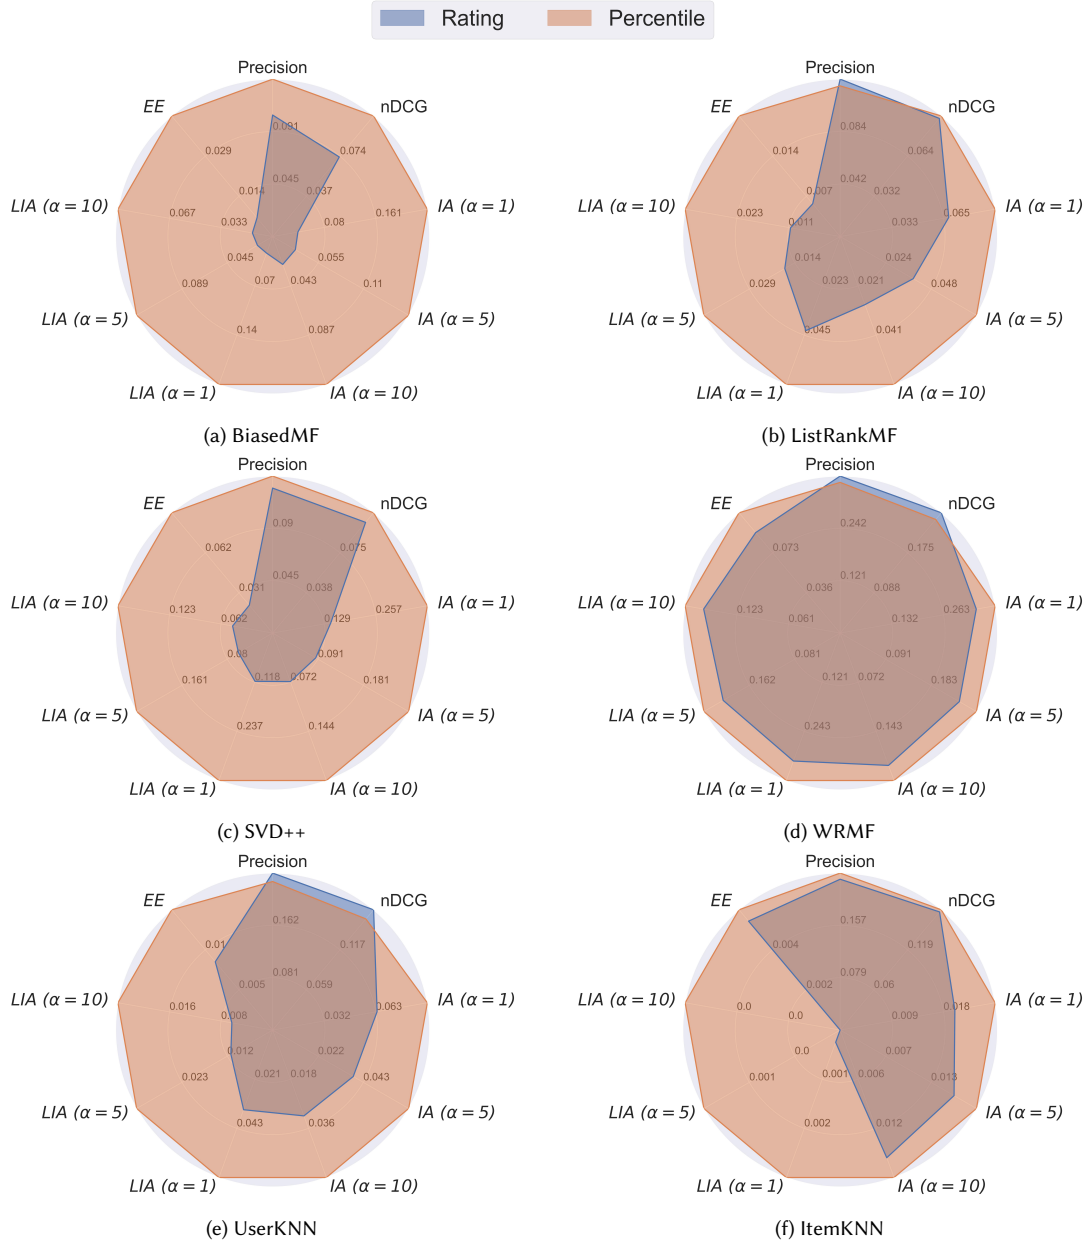 Rating Percentile
Precision
nDCG
IA (α = 1)
IA (α = 5)
IA (α = 10)
LIA (α = 1)
LIA (α = 5)
LIA (α = 10)
EE
0.091
0.045
0.074
0.037
0.161
0.08
0.11
0.055
0.087
0.043
0.14
0.07
0.089
0.045
0.067
0.033
0.029
0.014
(a) BiasedMF
Precision
nDCG
IA (α = 1)
IA (α = 5)
IA (α = 10)
LIA (α = 1)
LIA (α = 5)
LIA (α = 10)
EE
0.084
0.042
0.064
0.032
0.065
0.033
0.048
0.024
0.041
0.021
0.045
0.023
0.029
0.014
0.023
0.011
0.014
0.007
(b) ListRankMF
Precision
nDCG
IA (α = 1)
IA (α = 5)
IA (α = 10)
LIA (α = 1)
LIA (α = 5)
LIA (α = 10)
EE
0.09
0.045
0.075
0.038
0.257
0.129
0.181
0.091
0.144
0.072
0.237
0.118
0.161
0.08
0.123
0.062
0.062
0.031
(c) SVD++
Precision
nDCG
IA (α = 1)
IA (α = 5)
IA (α = 10)
LIA (α = 1)
LIA (α = 5)
LIA (α = 10)
EE
0.242
0.121
0.175
0.088
0.263
0.132
0.183
0.091
0.143
0.072
0.243
0.121
0.162
0.081
0.123
0.061
0.073
0.036
(d) WRMF
Precision
nDCG
IA (α = 1)
IA (α = 5)
IA (α = 10)
LIA (α = 1)
LIA (α = 5)
LIA (α = 10)
EE
0.162
0.081
0.117
0.059
0.063
0.032
0.043
0.022
0.036
0.018
0.043
0.021
0.023
0.012
0.016
0.008
0.01
0.005
(e) UserKNN
Precision
nDCG
IA (α = 1)
IA (α = 5)
IA (α = 10)
LIA (α = 1)
LIA (α = 5)
LIA (α = 10)
EE
0.157
0.079
0.119
0.06
0.018
0.009
0.013
0.007
0.012
0.006
0.002
0.001
0.001
0.0
0.0
0.0
0.004
0.002
(f) ItemKNN